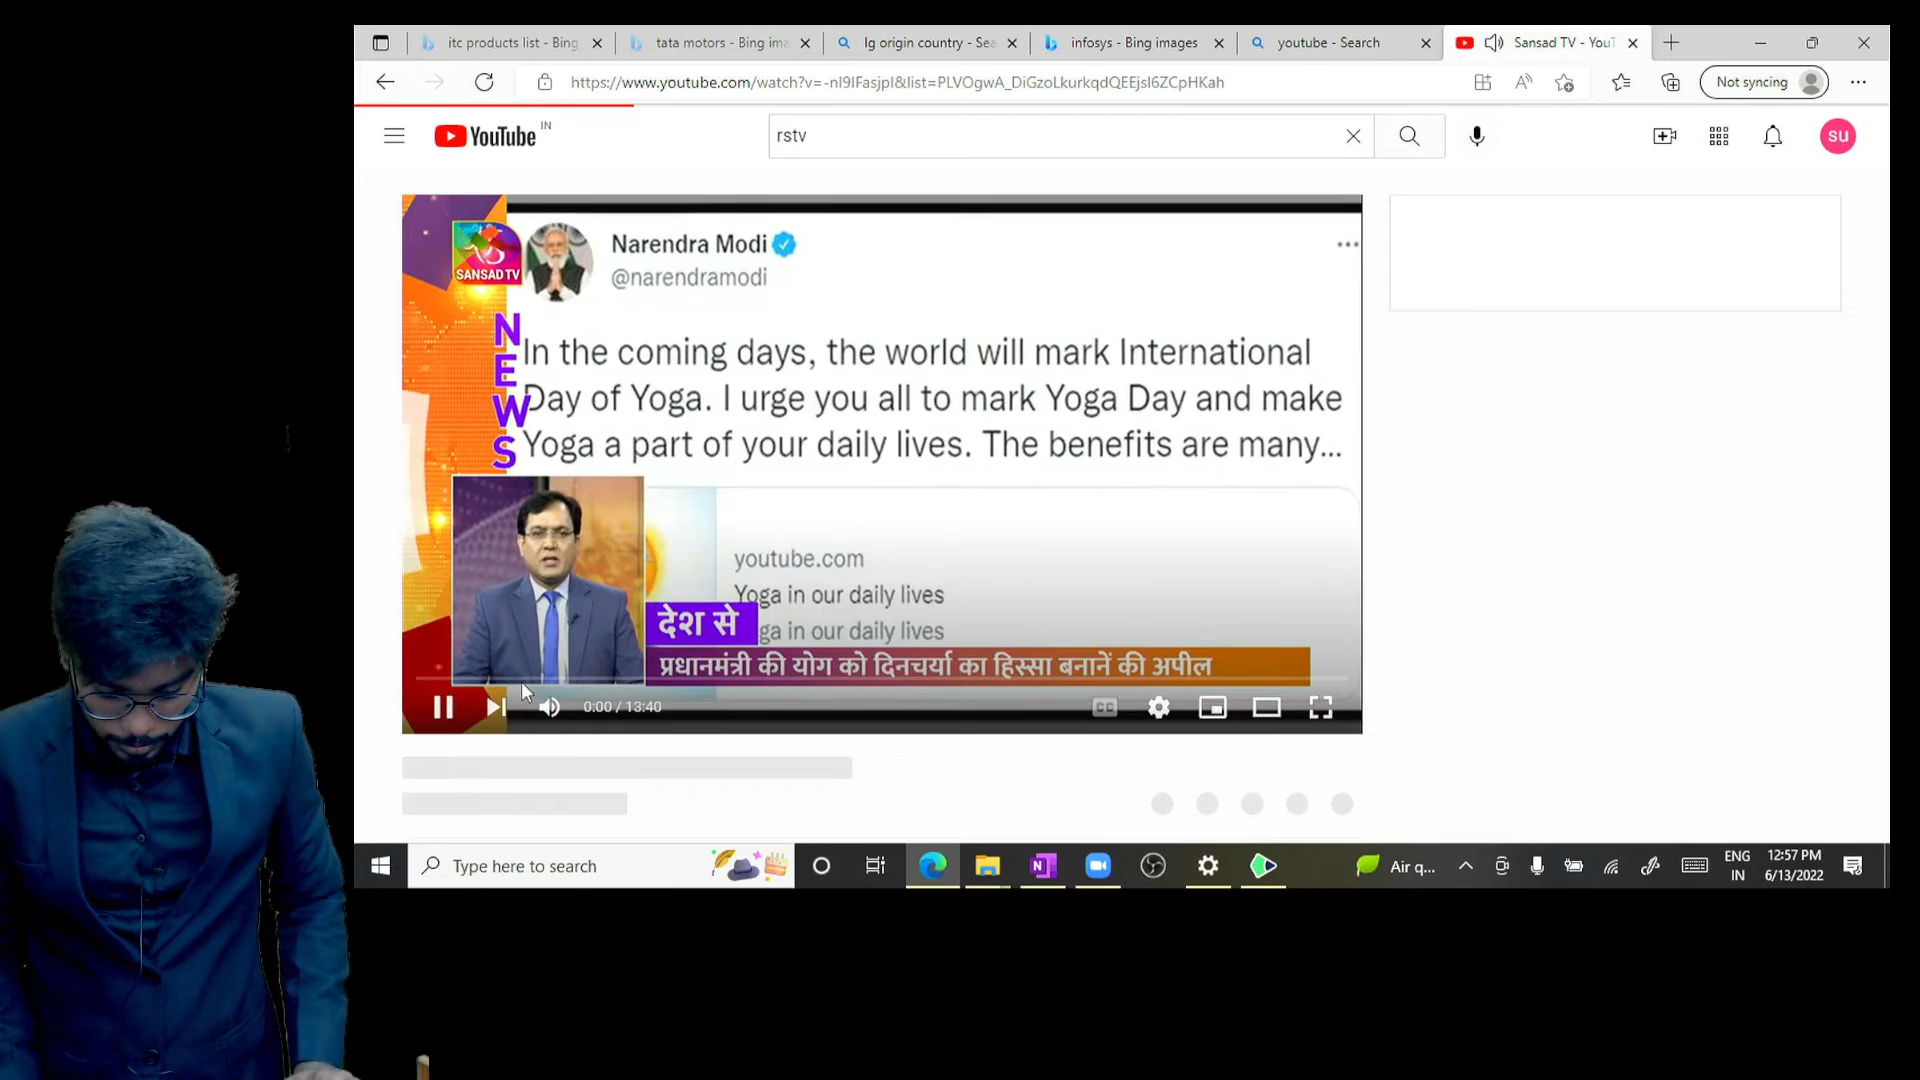 itc products list - Bing
tata motors - Bing ima
lg origin country - Sea
infosys - Bing images
youtube - Search
Sansad TV - YouT
https://www.youtube.com/watch?v=-nI9IFasjpI&list=PLVOgwA_DiGzoLkurkqdQEEjsI6ZCpHKah
Not syncing
YouTube IN
rstv
SU
SANSAD TV
Narendra Modi
@narendramodi
NEWS
In the coming days, the world will mark International
Day of Yoga. I urge you all to mark Yoga Day and make
Yoga a part of your daily lives. The benefits are many...
youtube.com
Yoga in our daily lives
देश से
ga in our daily lives
प्रधानमंत्री की योग को दिनचर्या का हिस्सा बनानें की अपील
0:00 / 13:40
CC
Type here to search
Air q...
ENG
IN
12:57 PM
6/13/2022